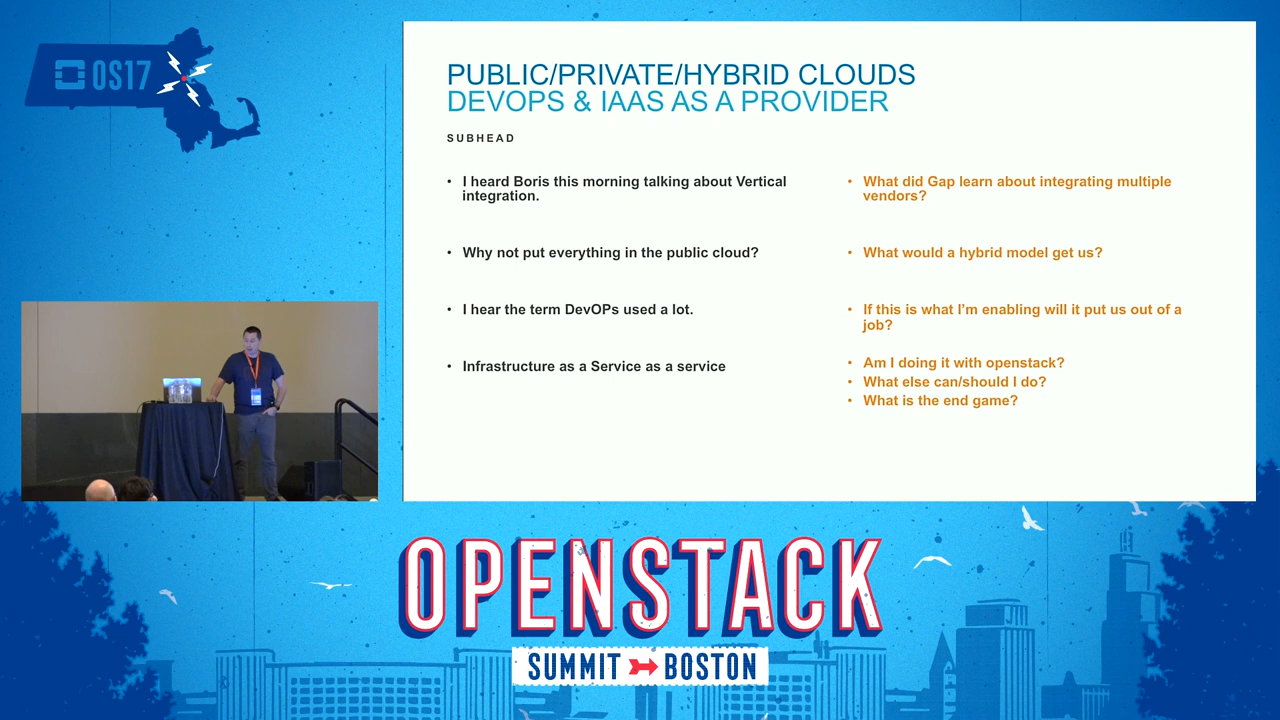 OS17
PUBLIC/PRIVATE/HYBRID CLOUDS
DEVOPS & IAAS AS A PROVIDER
SUBHEAD
• I heard Boris this morning talking about Vertical
integration.
• What did Gap learn about integrating multiple
vendors?
• Why not put everything in the public cloud?
• What would a hybrid model get us?
• I hear the term DevOPs used a lot.
• If this is what I'm enabling will it put us out of a
job?
• Infrastructure as a Service as a service
• Am I doing it with openstack?
• What else can/should I do?
• What is the end game?
OPENSTACK
SUMMIT BOSTON